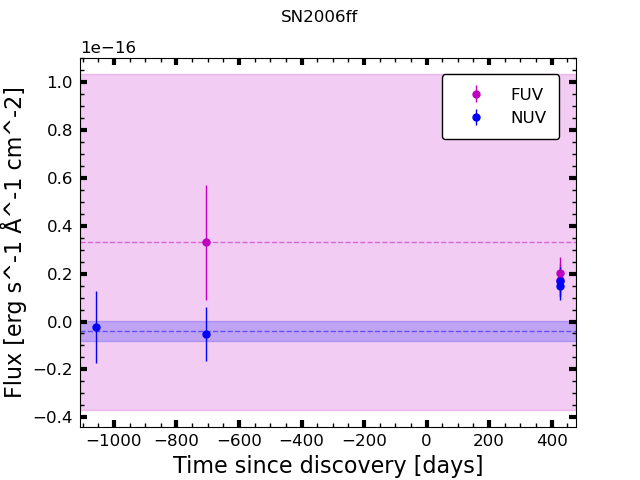 SN2006ff
1e−16
FUV
NUV
1.0
0.8
0.6
0.4
0.2
0.0
−0.2
−0.4
Flux [erg s^-1 Å^-1 cm^-2]
−1000 −800 −600 −400 −200 0 200 400
Time since discovery [days]